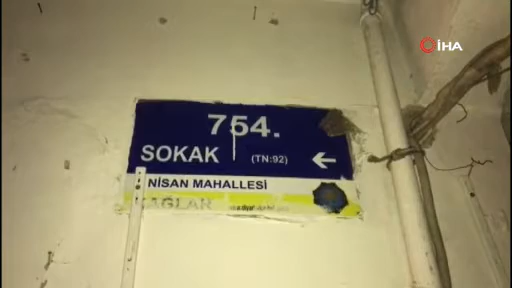 İHA
754.
SOKAK (TN:92) ←
NİSAN MAHALLESİ
BAĞLAR